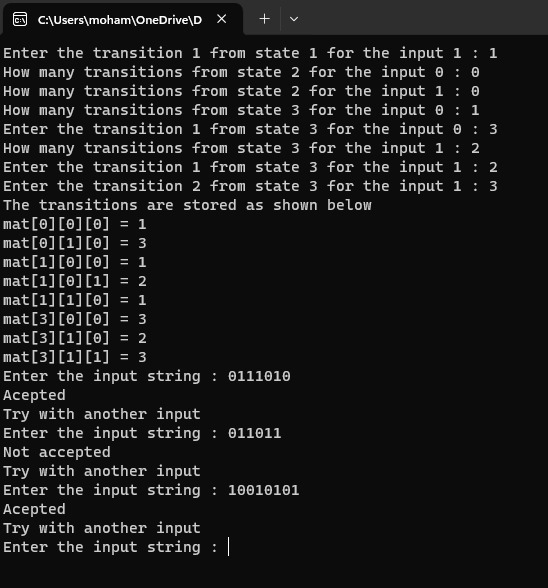 C:\Users\moham\OneDrive\D
Enter the transition 1 from state 1 for the input 1 : 1
How many transitions from state 2 for the input 0 : 0
How many transitions from state 2 for the input 1 : 0
How many transitions from state 3 for the input 0 : 1
Enter the transition 1 from state 3 for the input 0 : 3
How many transitions from state 3 for the input 1 : 2
Enter the transition 1 from state 3 for the input 1 : 2
Enter the transition 2 from state 3 for the input 1 : 3
The transitions are stored as shown below
mat[0][0][0] = 1
mat[0][1][0] = 3
mat[1][0][0] = 1
mat[1][0][1] = 2
mat[1][1][0] = 1
mat[3][0][0] = 3
mat[3][1][0] = 2
mat[3][1][1] = 3
Enter the input string : 0111010
Acepted
Try with another input
Enter the input string : 011011
Not accepted
Try with another input
Enter the input string : 10010101
Acepted
Try with another input
Enter the input string :